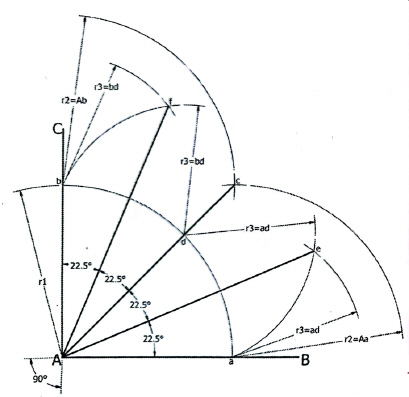 r2=Ab
r3=bd
f
C
r3=bd
b
c
d
r3=ad
e
r1
22.5°
22.5°
22.5°
22.5°
r3=ad
r2=Aa
A
a
B
90°